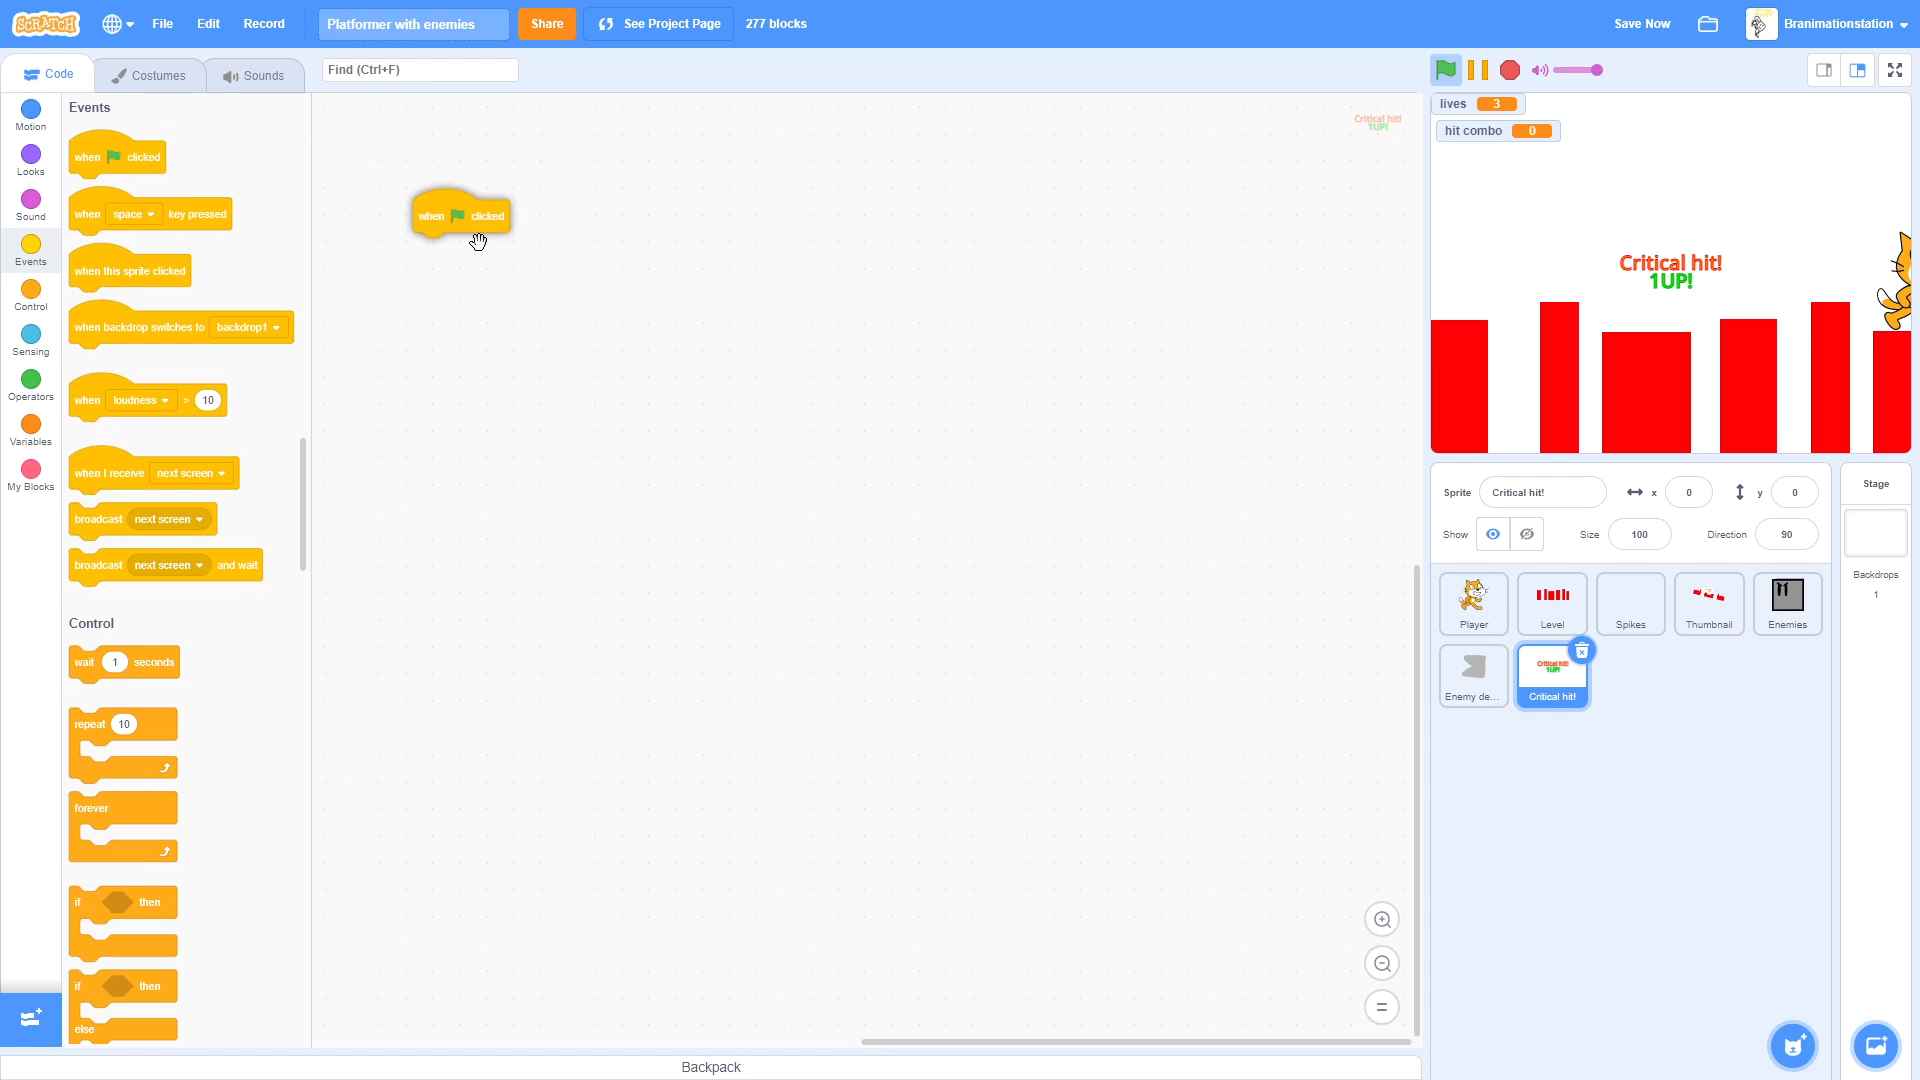 SCRATCH
File
Edit
Record
Platformer with enemies
Share
See Project Page
277 blocks
Save Now
Branimationstation
Code
Costumes
Sounds
Find (Ctrl+F)
Motion
Looks
Sound
Events
Control
Sensing
Operators
Variables
My Blocks
Events
when clicked
when space key pressed
when this sprite clicked
when backdrop switches to backdrop1
when loudness > 10
when I receive next screen
broadcast next screen
broadcast next screen and wait
Control
wait 1 seconds
repeat 10
forever
if then
if then
else
when clicked
Critical hit!
1UP!
lives 3
hit combo 0
Critical hit!
1UP!
Sprite Critical hit! x 0 y 0
Show Size 100 Direction 90
Player
Level
Spikes
Thumbnail
Enemies
Enemy de...
Critical hit!
1UP!
Critical hit!
Stage
Backdrops
1
Backpack